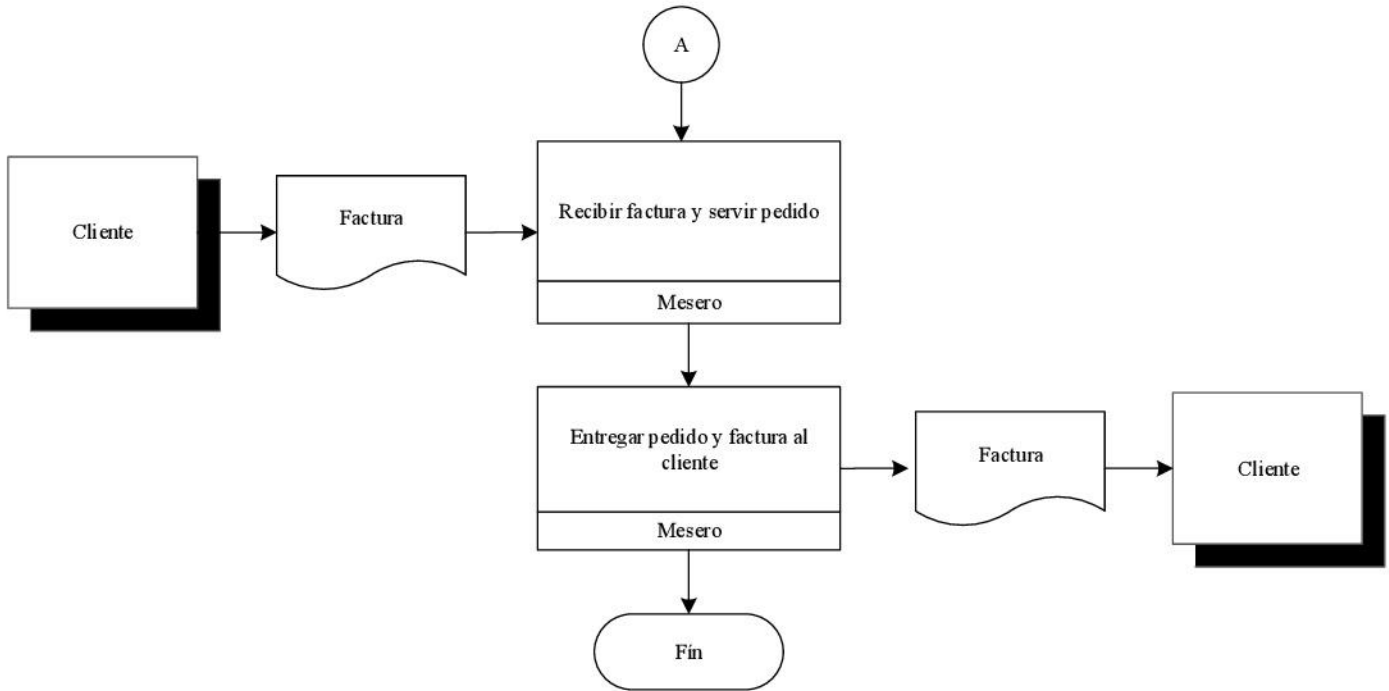 A
Cliente
Factura
Recibir factura y servir pedido
Mesero
Entregar pedido y factura al
cliente
Mesero
Factura
Cliente
Fín